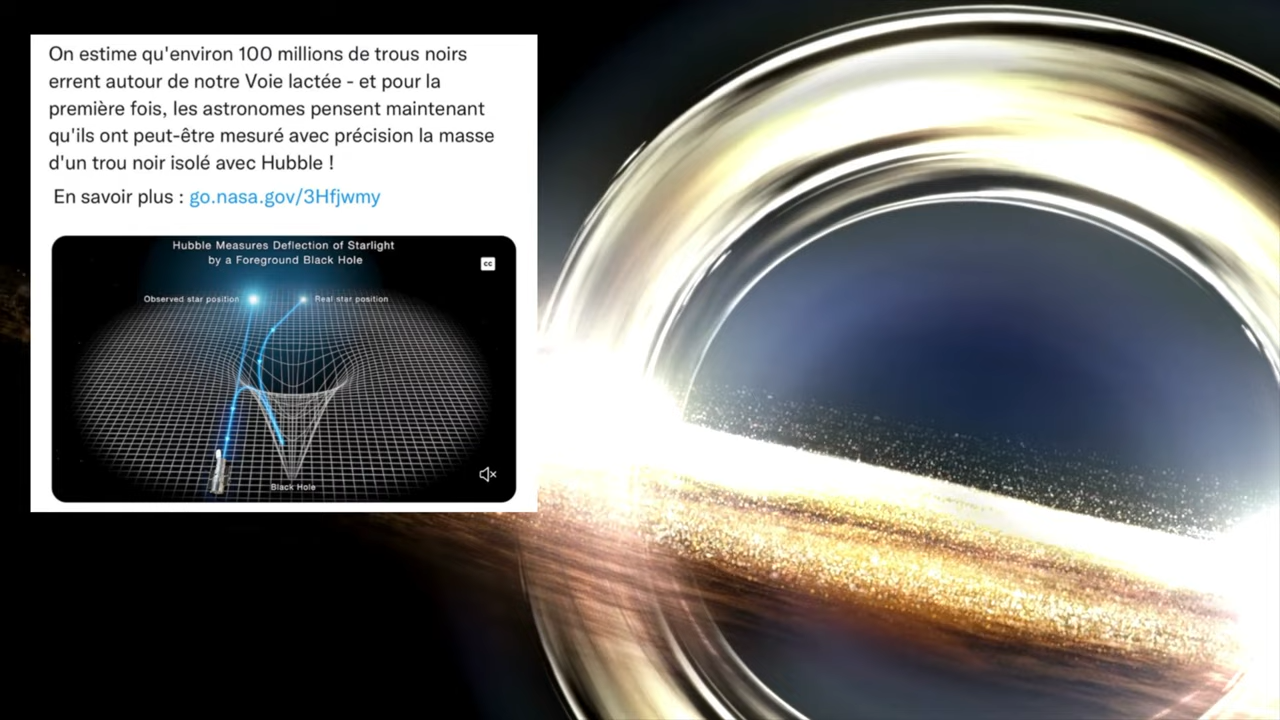 On estime qu'environ 100 millions de trous noirs
errent autour de notre Voie lactée - et pour la
première fois, les astronomes pensent maintenant
qu'ils ont peut-être mesuré avec précision la masse
d'un trou noir isolé avec Hubble !
En savoir plus : go.nasa.gov/3Hfjwmy
Hubble Measures Deflection of Starlight
by a Foreground Black Hole
CC
Observed star position
Real star position
Black Hole